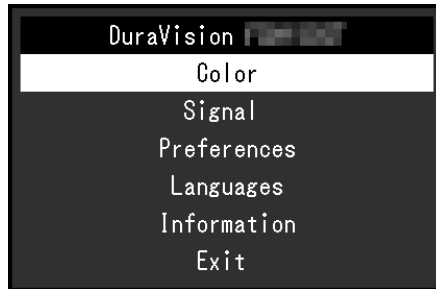 DuraVision
Color
Signal
Preferences
Languages
Information
Exit